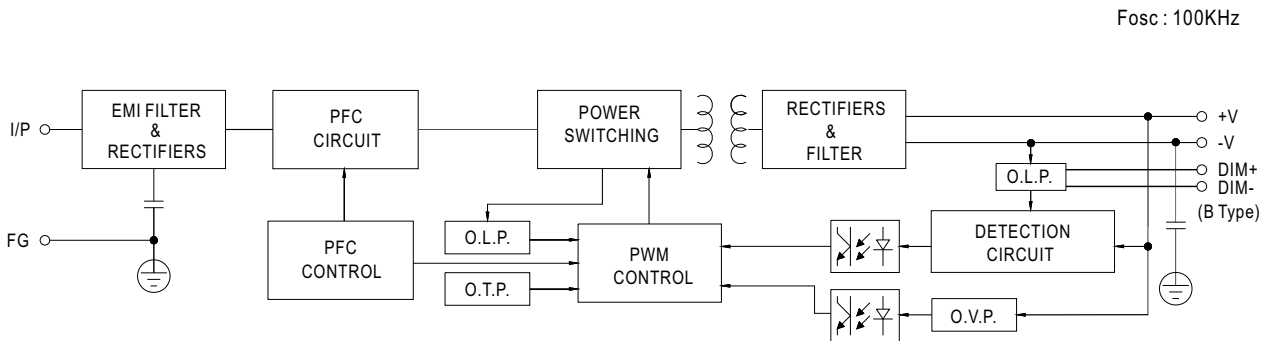 Fosc : 100KHz
I/P
EMI FILTER
&
RECTIFIERS
PFC
CIRCUIT
POWER
SWITCHING
RECTIFIERS
&
FILTER
+V
-V
DIM+
DIM-
(B Type)
O.L.P.
FG
PFC
CONTROL
O.L.P.
O.T.P.
PWM
CONTROL
DETECTION
CIRCUIT
O.V.P.